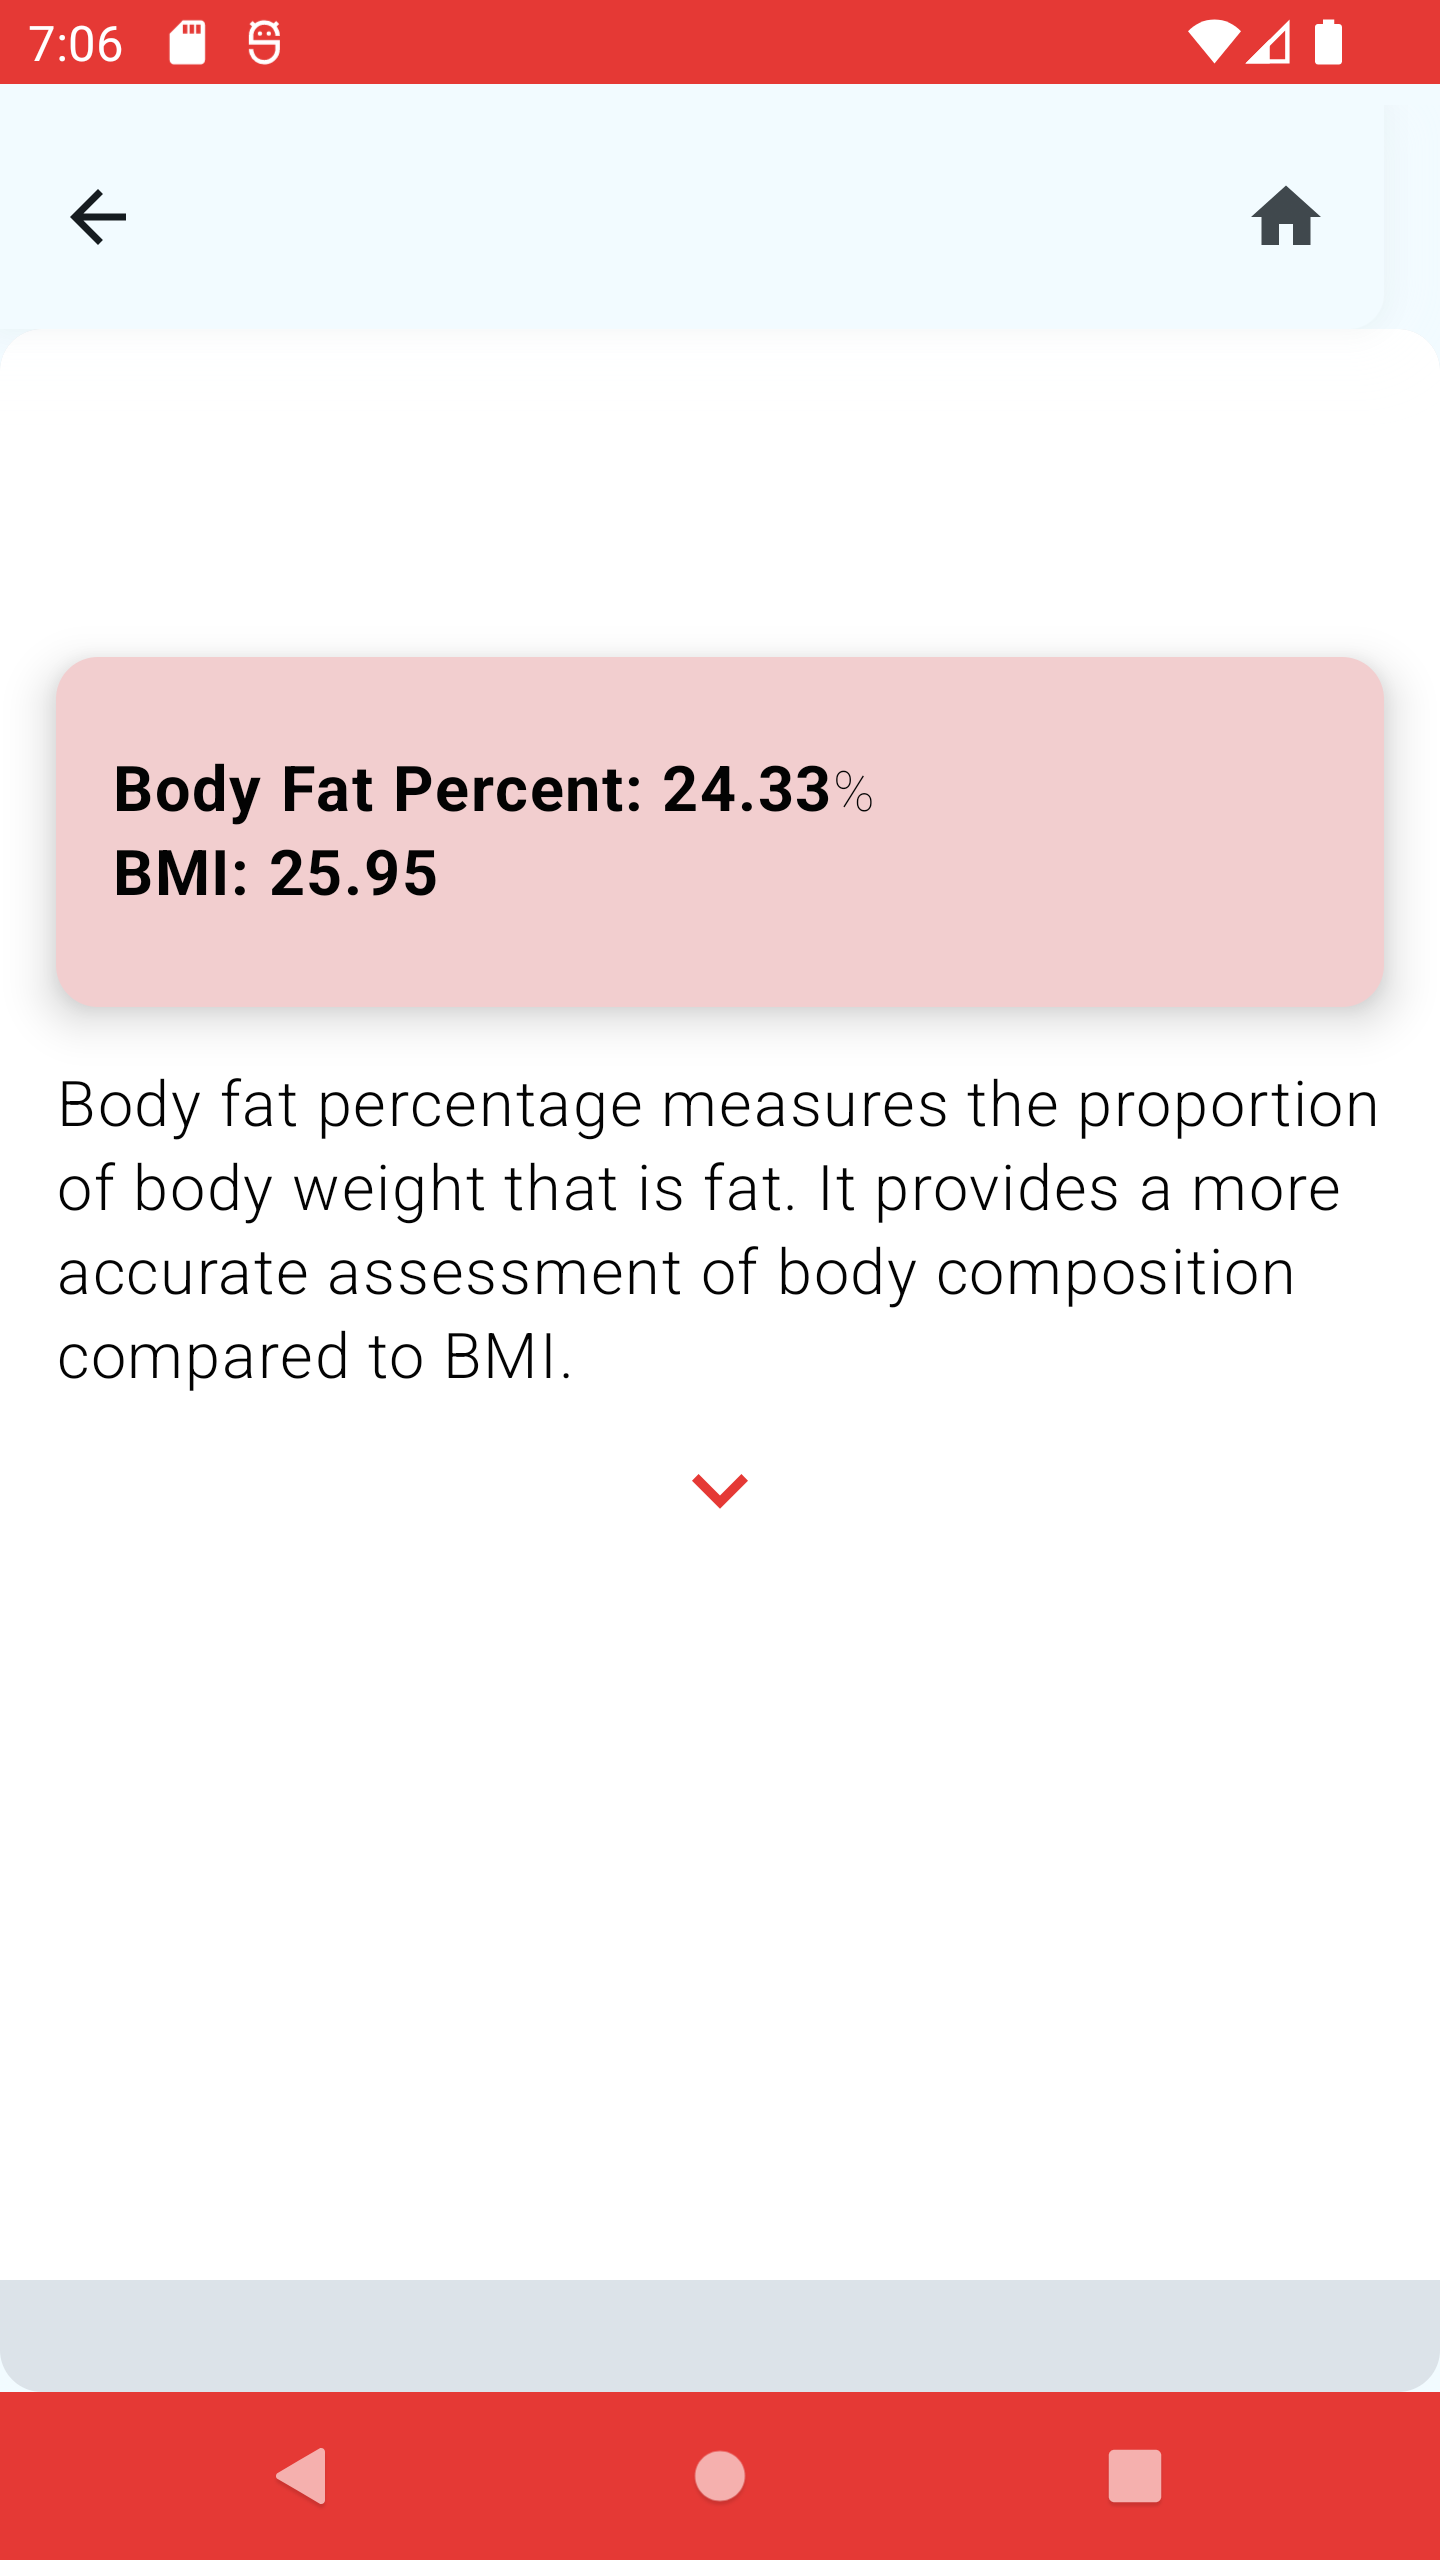 7:06
Body Fat Percent: 24.33%
BMI: 25.95
Body fat percentage measures the proportion
of body weight that is fat. It provides a more
accurate assessment of body composition
compared to BMI.